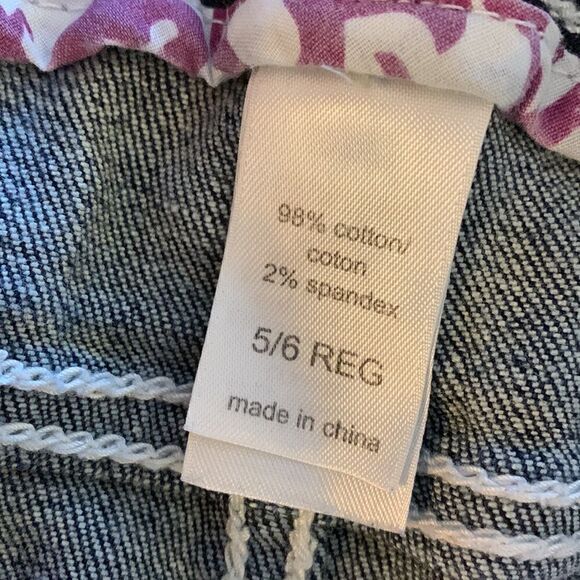 98% cotton/
coton
2% spandex
5/6 REG
made in china